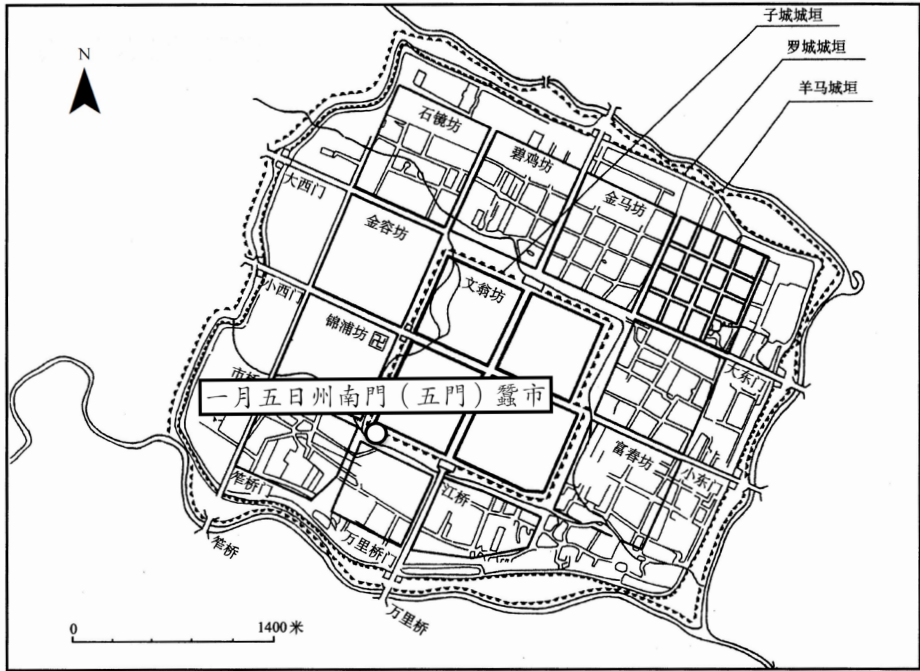 子城城垣
罗城城垣
羊马城垣
N
石镜坊
碧鸡坊
金马坊
大西门
金容坊
文翁坊
小西门
锦浦坊
大东门
市桥
一月五日州南門（五門）蠶市
富春坊
小东门
笮桥门
江桥
万里桥门
笮桥
万里桥
0
1400米